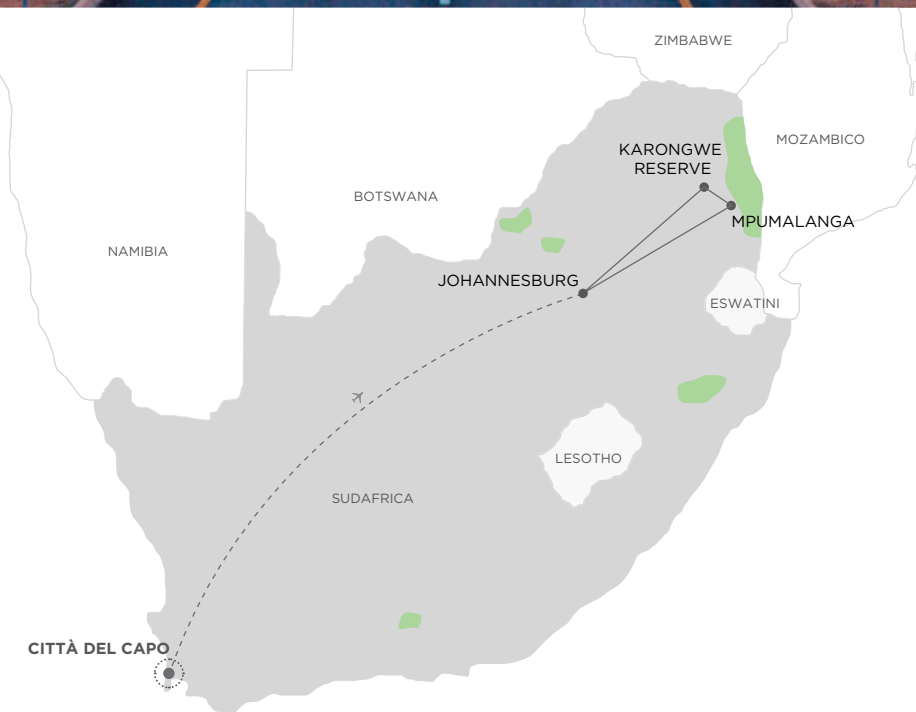 ZIMBABWE
MOZAMBICO
KARONGWE
RESERVE
BOTSWANA
MPUMALANGA
NAMIBIA
JOHANNESBURG
ESWATINI
LESOTHO
SUDAFRICA
CITTÀ DEL CAPO